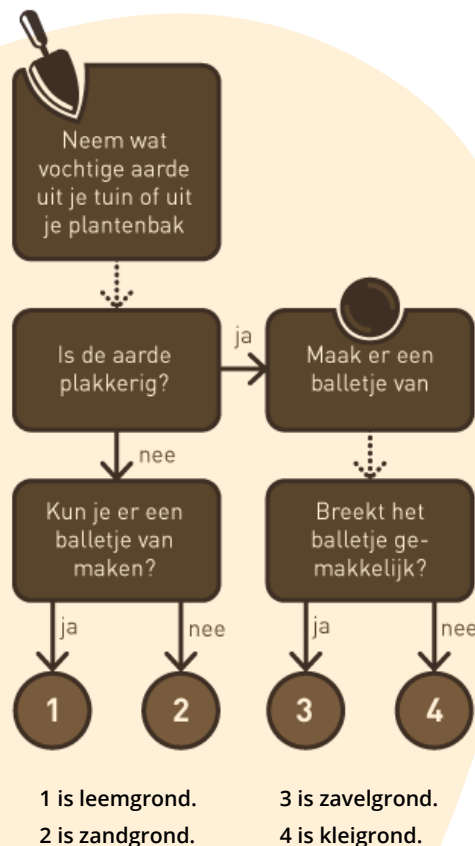 Neem wat
vochtige aarde
uit je tuin of uit
je plantenbak
Is de aarde
plakkerig?
ja
Maak er een
balletje van
nee
Kun je er een
balletje van
maken?
Breekt het
balletje ge-
makkelijk?
ja
nee
ja
nee
1
2
3
4
1 is leemgrond.
2 is zandgrond.
3 is zavelgrond.
4 is kleigrond.